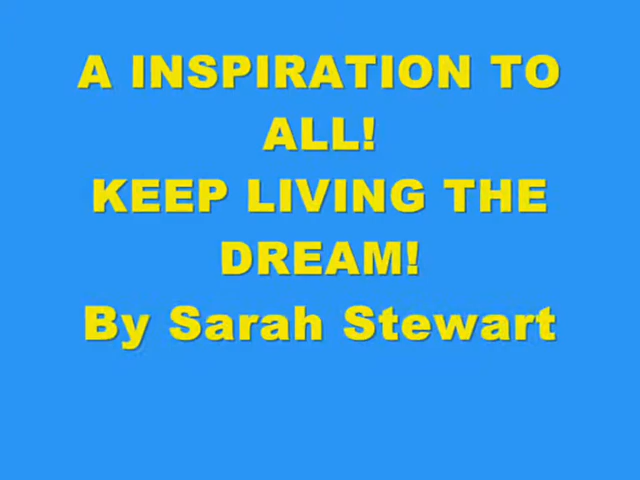 A INSPIRATION TO
ALL!
KEEP LIVING THE
DREAM!
By Sarah Stewart